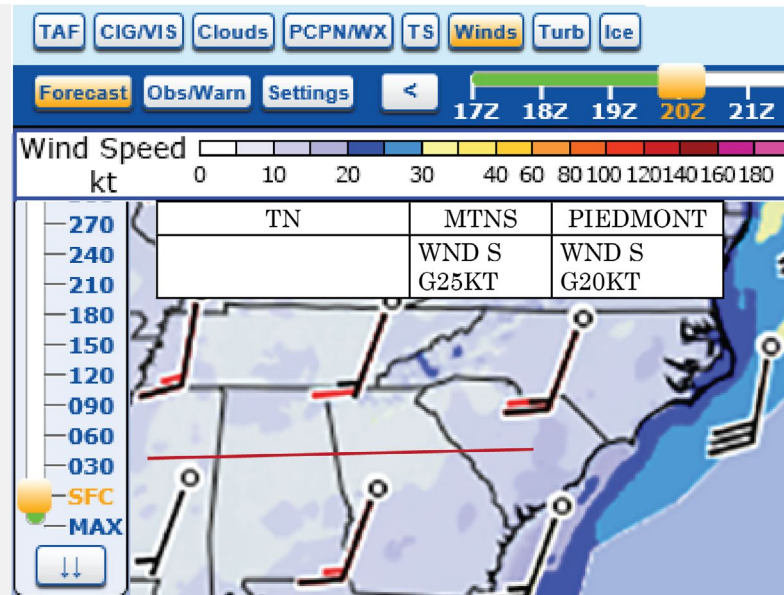 TAF CIG/VIS Clouds PCPN/WX TS Winds Turb Ice
Forecast Obs/Warn Settings <
17Z 18Z 19Z 20Z 21Z
Wind Speed
kt
0 10 20 30 40 60 80 100 120 140 160 180
TN MTNS PIEDMONT
WND S WND S
G25KT G20KT
270
240
210
180
150
120
090
060
030
SFC
MAX
↓↓